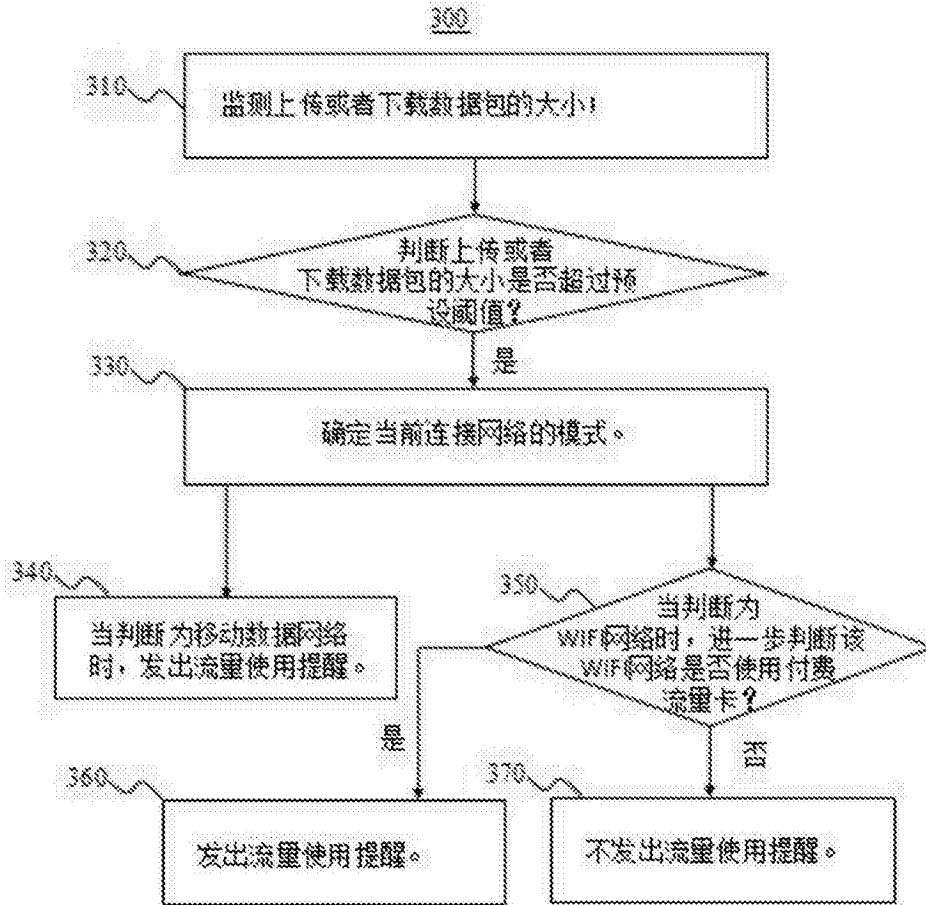 300
310
监测上传或者下载数据包的大小;
320
判断上传或者
下载数据包的大小是否超过预
设阈值?
是
330
确定当前连接网络的模式。
340
当判断为移动数据网络
时,发出流量使用提醒。
350
当判断为
WIFI网络时,进一步判断该
WIFI网络是否使用付费
流量卡?
是
否
360
发出流量使用提醒。
370
不发出流量使用提醒。